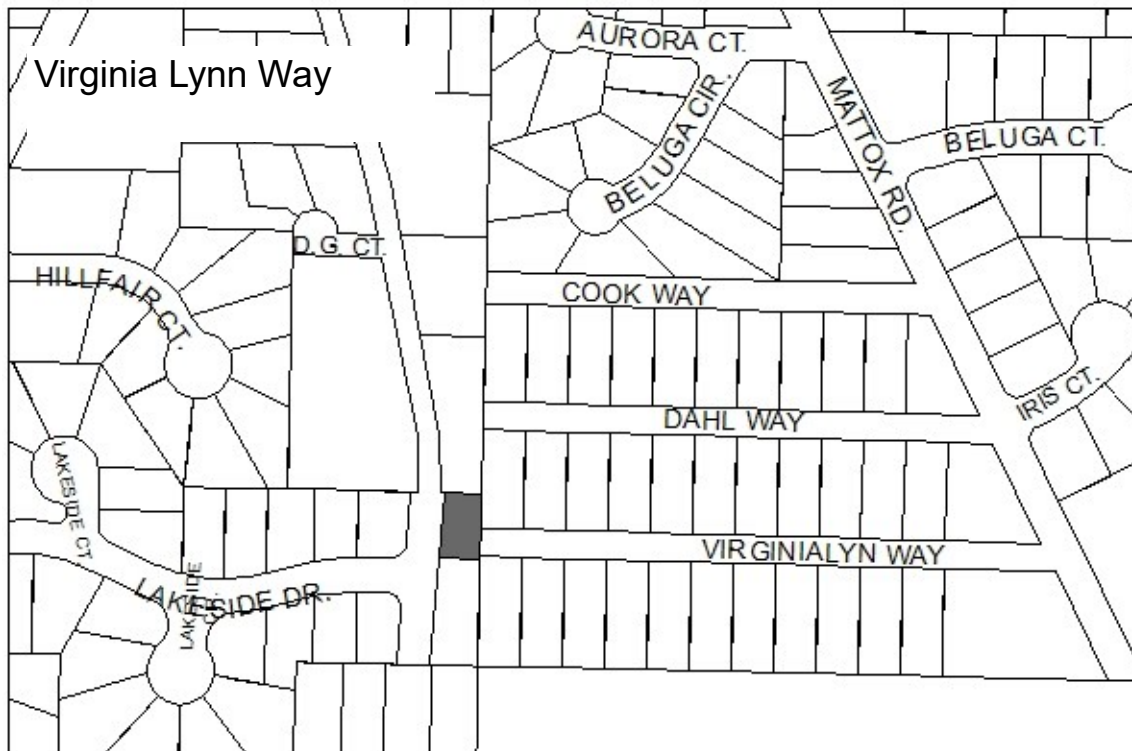 Virginia Lynn Way
AURORA CT.
BELUGA CIR.
MATTOX RD.
BELUGA CT.
D.G. CT.
HILLFAIR CT.
COOK WAY
IRIS CT.
DAHL WAY
LAKESIDE CT
VIRGINIALYN WAY
LAKESIDE DR.
LAKESIDE